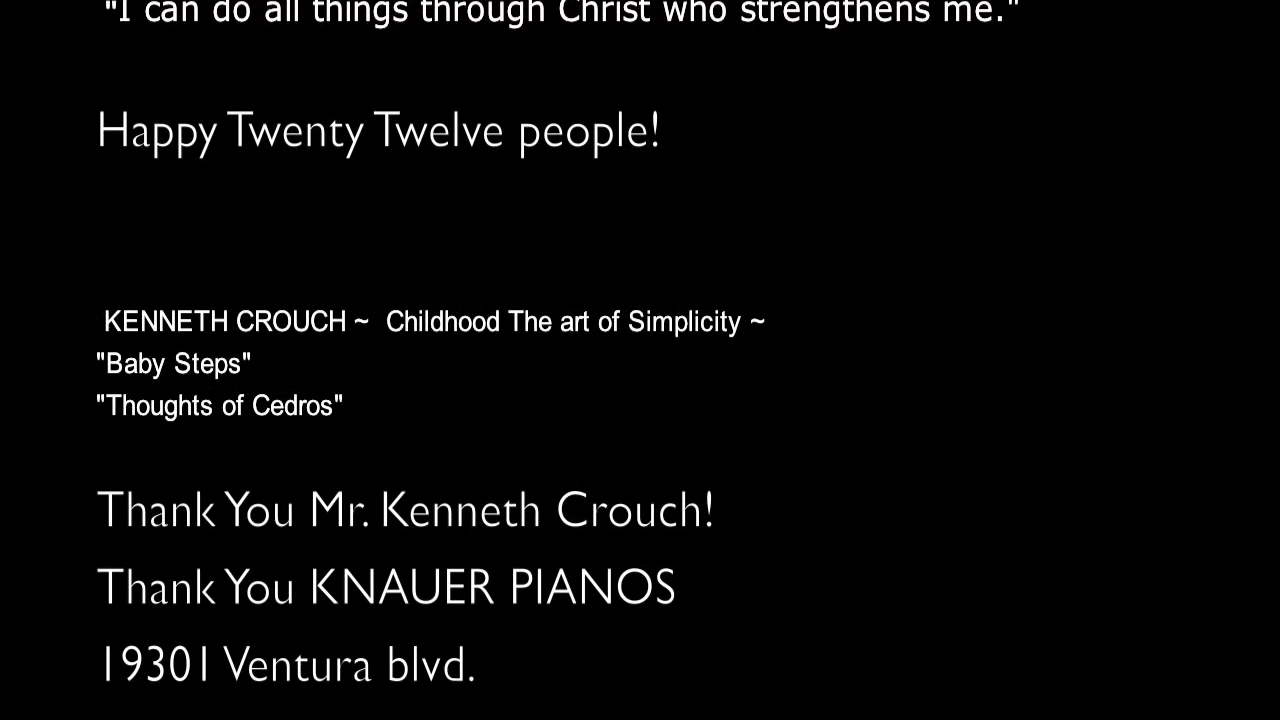 "I can do all things through Christ who strengthens me."
Happy Twenty Twelve people!
KENNETH CROUCH ~ Childhood The art of Simplicity ~
"Baby Steps"
"Thoughts of Cedros"
Thank You Mr. Kenneth Crouch!
Thank You KNAUER PIANOS
19301 Ventura blvd.